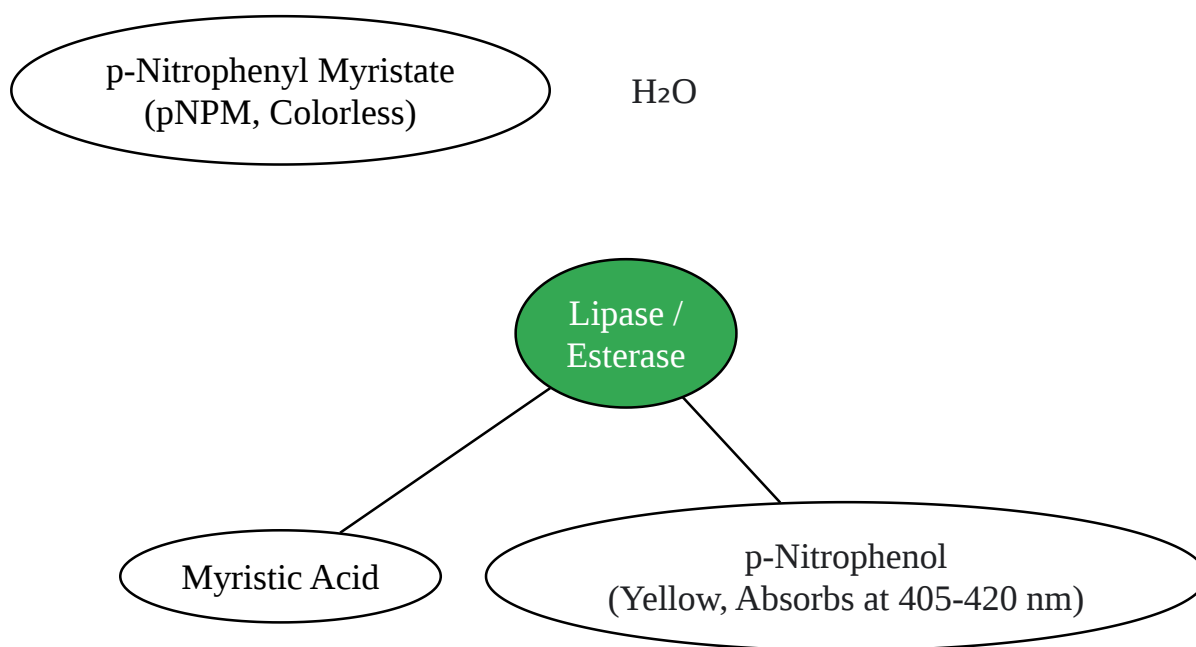 p-Nitrophenyl Myristate
(pNPM, Colorless)
H₂O
Lipase /
Esterase
Myristic Acid
p-Nitrophenol
(Yellow, Absorbs at 405-420 nm)